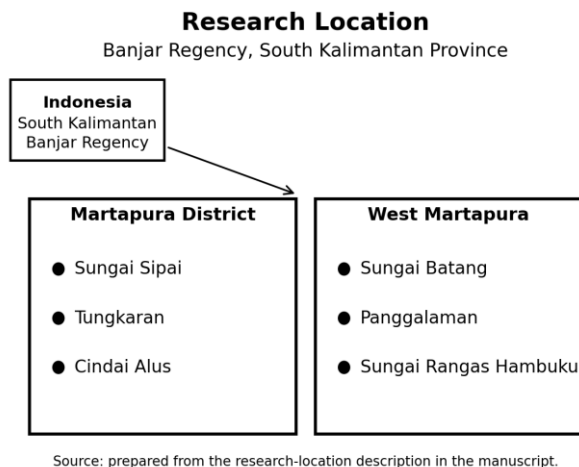 Research Location
Banjar Regency, South Kalimantan Province
Indonesia
South Kalimantan
Banjar Regency
Martapura District
● Sungai Sipai
● Tungkaran
● Cindai Alus
West Martapura
● Sungai Batang
● Panggalaman
● Sungai Rangas Hambuku
Source: prepared from the research-location description in the manuscript.